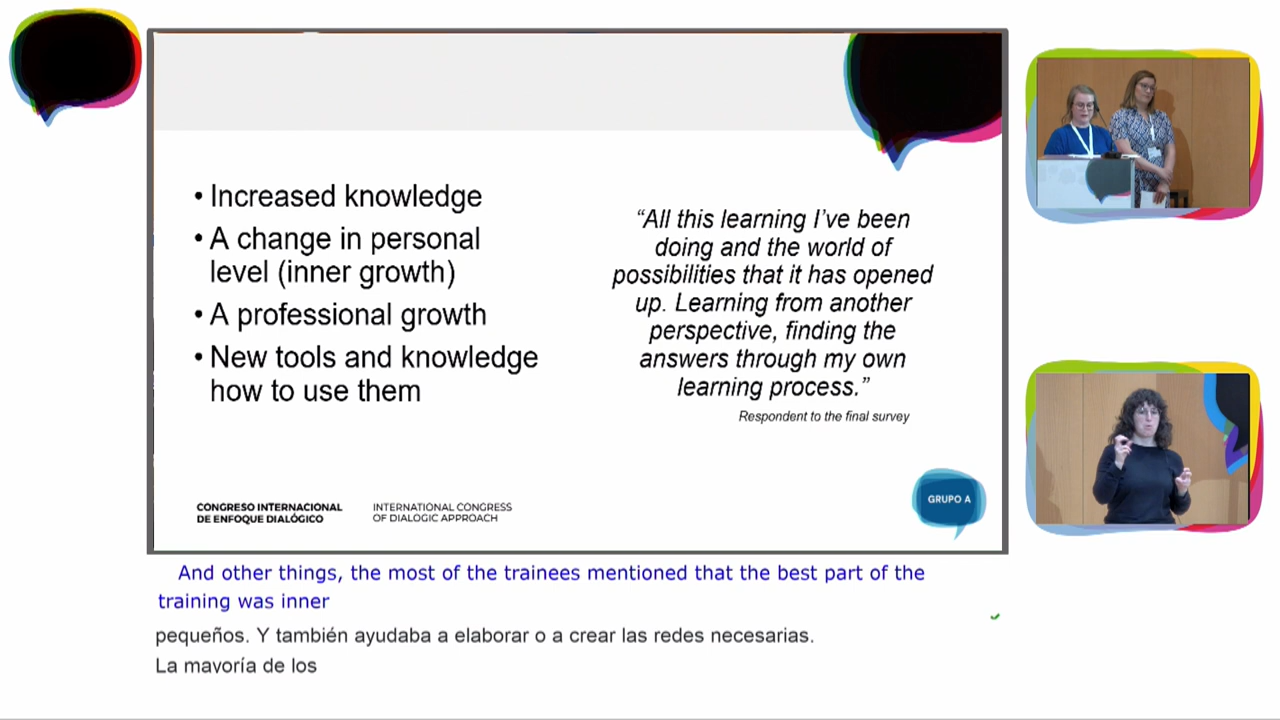 • Increased knowledge
• A change in personal
level (inner growth)
• A professional growth
• New tools and knowledge
how to use them
“All this learning I’ve been
doing and the world of
possibilities that it has opened
up. Learning from another
perspective, finding the
answers through my own
learning process.”
Respondent to the final survey
CONGRESO INTERNACIONAL
DE ENFOQUE DIALÓGICO
INTERNATIONAL CONGRESS
OF DIALOGIC APPROACH
GRUPO A
And other things, the most of the trainees mentioned that the best part of the
training was inner
pequeños. Y también ayudaba a elaborar o a crear las redes necesarias.
La mayoría de los